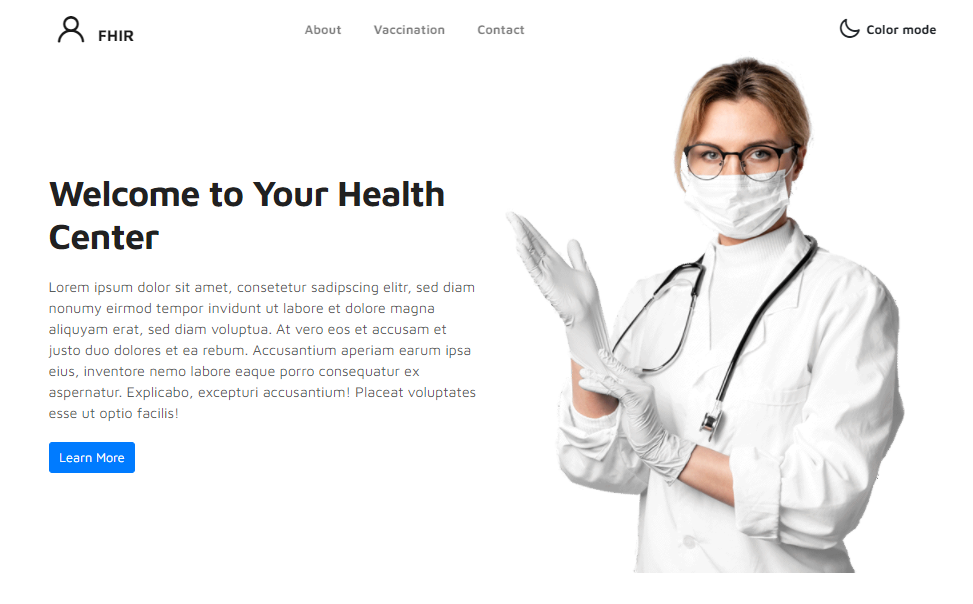 FHIR
About
Vaccination
Contact
Color mode
Welcome to Your Health
Center
Lorem ipsum dolor sit amet, consetetur sadipscing elitr, sed diam
nonumy eirmod tempor invidunt ut labore et dolore magna
aliquyam erat, sed diam voluptua. At vero eos et accusam et
justo duo dolores et ea rebum. Accusantium aperiam earum ipsa
eius, inventore nemo labore eaque porro consequatur ex
aspernatur. Explicabo, excepturi accusantium! Placeat voluptates
esse ut optio facilis!
Learn More